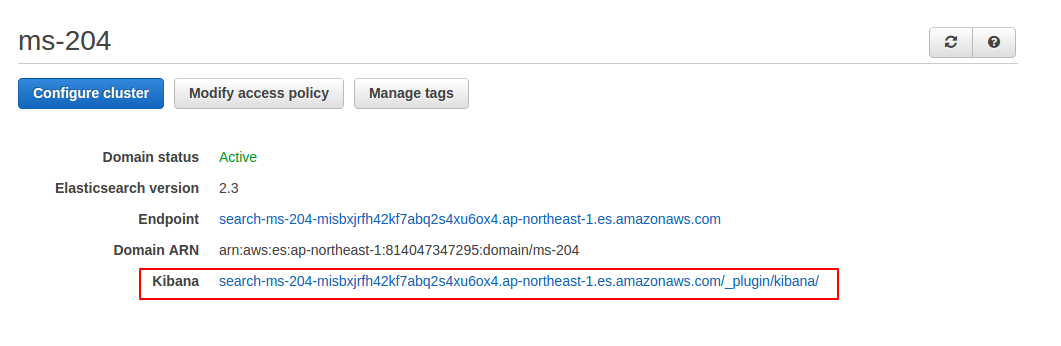 ms-204
Configure cluster Modify access policy Manage tags
Domain status Active
Elasticsearch version 2.3
Endpoint search-ms-204-misbxjrfh42kf7abq2s4xu6ox4.ap-northeast-1.es.amazonaws.com
Domain ARN arn:aws:es:ap-northeast-1:814047347295:domain/ms-204
Kibana search-ms-204-misbxjrfh42kf7abq2s4xu6ox4.ap-northeast-1.es.amazonaws.com/_plugin/kibana/